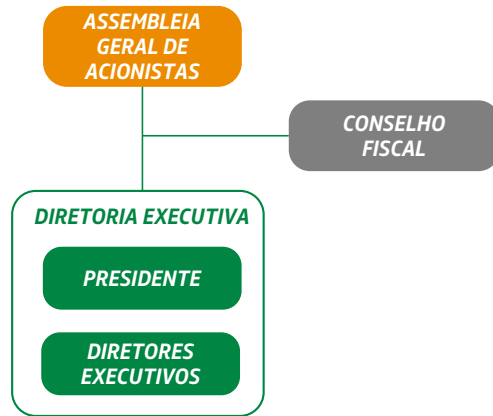 ASSEMBLEIA
GERAL DE
ACIONISTAS
CONSELHO
FISCAL
DIRETORIA EXECUTIVA
PRESIDENTE
DIRETORES
EXECUTIVOS